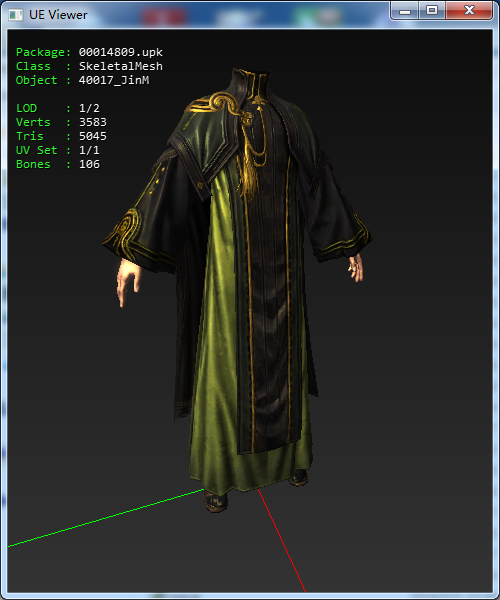 UE Viewer
Package: 00014809.upk
Class  : SkeletalMesh
Object : 40017_JinM
LOD    : 1/2
Verts  : 3583
Tris   : 5045
UV Set : 1/1
Bones  : 106